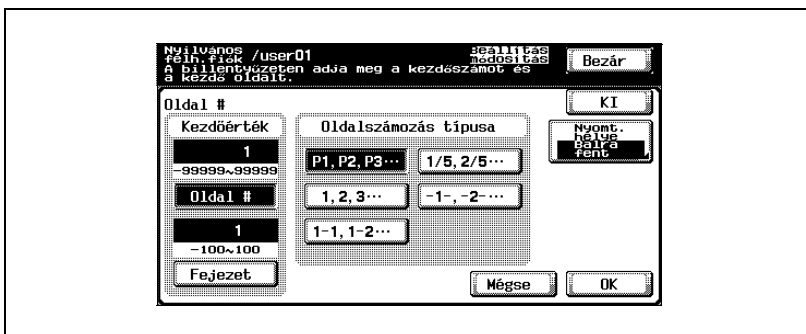 Nyilvános
félh.fiók /user01
Beállítás
módosítás
A billentyűzeten adja meg a kezdőszámot és
a kezdő oldalt.
Bezár
Oldal #
KI
Kezdőérték
Oldalszámozás típusa
Nyomt.
helye
Balra
fent
1
-99999~99999
P1, P2, P3···
1/5, 2/5···
Oldal #
1, 2, 3···
-1-, -2-···
1
-100~100
1-1, 1-2···
Fejezet
Mégse
OK